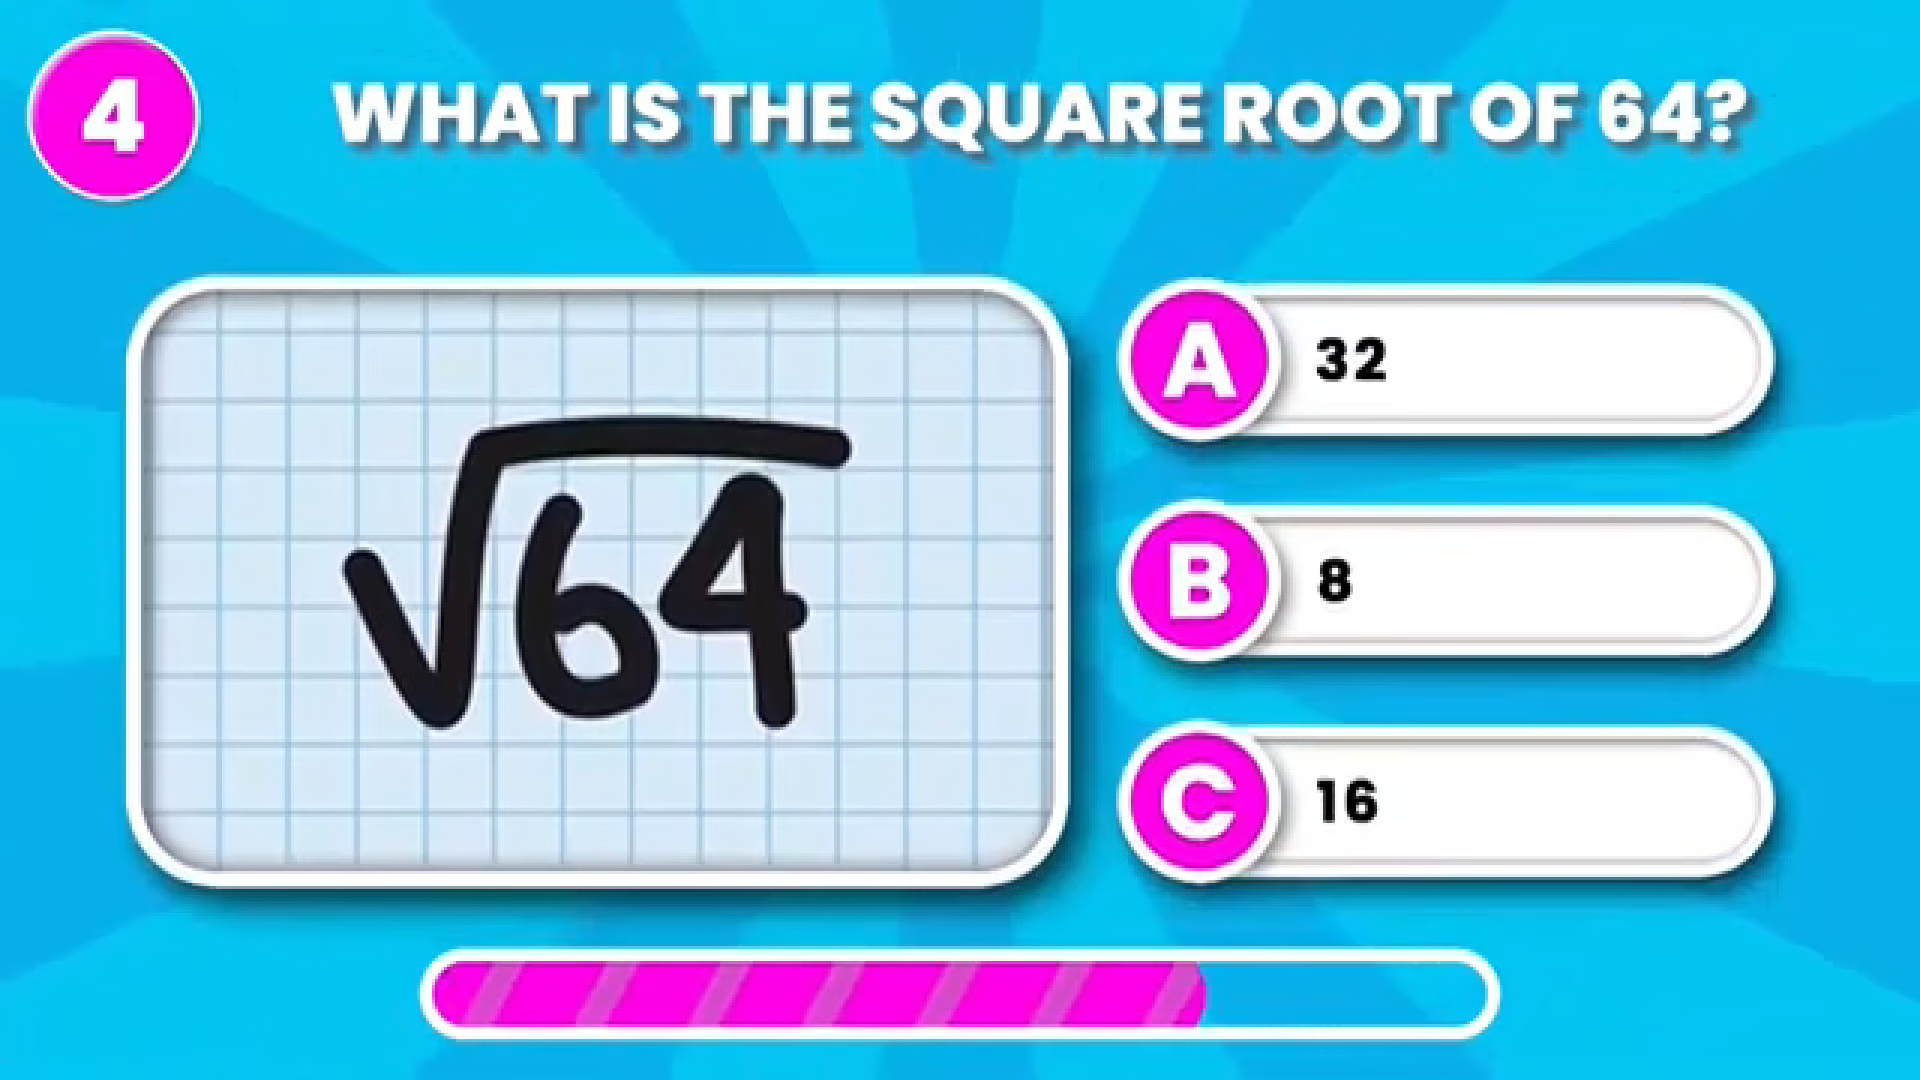 4
WHAT IS THE SQUARE ROOT OF 64?
√64
A 32
B 8
C 16